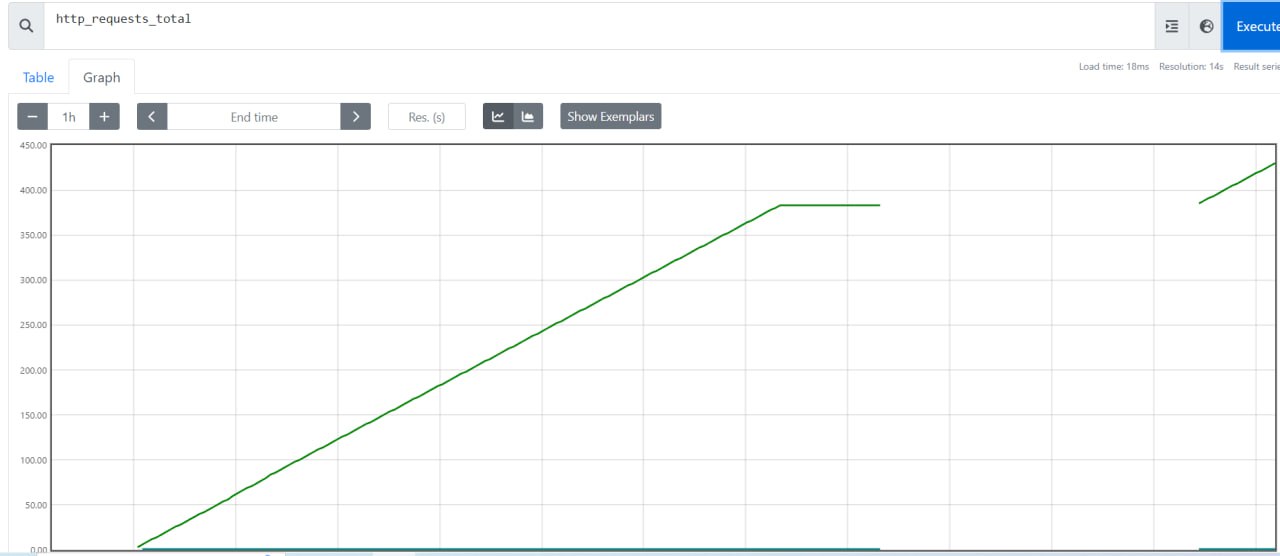 http_requests_total
Execute
Load time: 18ms Resolution: 14s Result serie
Table
Graph
1h
End time
Res. (s)
Show Exemplars
450.00
400.00
350.00
300.00
250.00
200.00
150.00
100.00
50.00
0.00